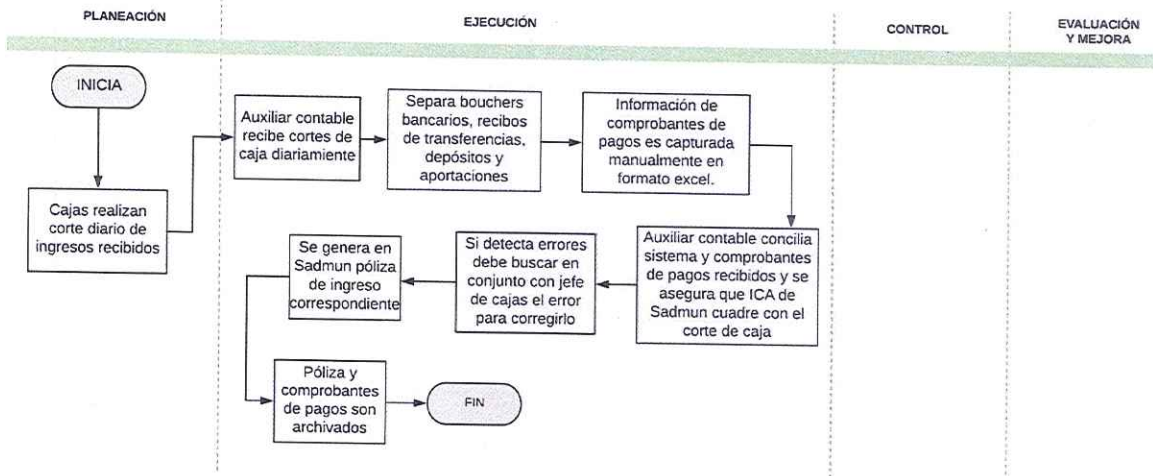 PLANEACIÓN
EJECUCIÓN
CONTROL
EVALUACIÓN
Y MEJORA
INICIA
Cajas realizan
corte diario de
ingresos recibidos
Auxiliar contable
recibe cortes de
caja diariamiente
Separa bouchers
bancarios, recibos
de transferencias,
depósitos y
aportaciones
Información de
comprobantes de
pagos es capturada
manualmente en
formato excel.
Auxiliar contable concilia
sistema y comprobantes
de pagos recibidos y se
asegura que ICA de
Sadmun cuadre con el
corte de caja
Si detecta errores
debe buscar en
conjunto con jefe
de cajas el error
para corregirlo
Se genera en
Sadmun póliza
de ingreso
correspondiente
Póliza y
comprobantes
de pagos son
archivados
FIN